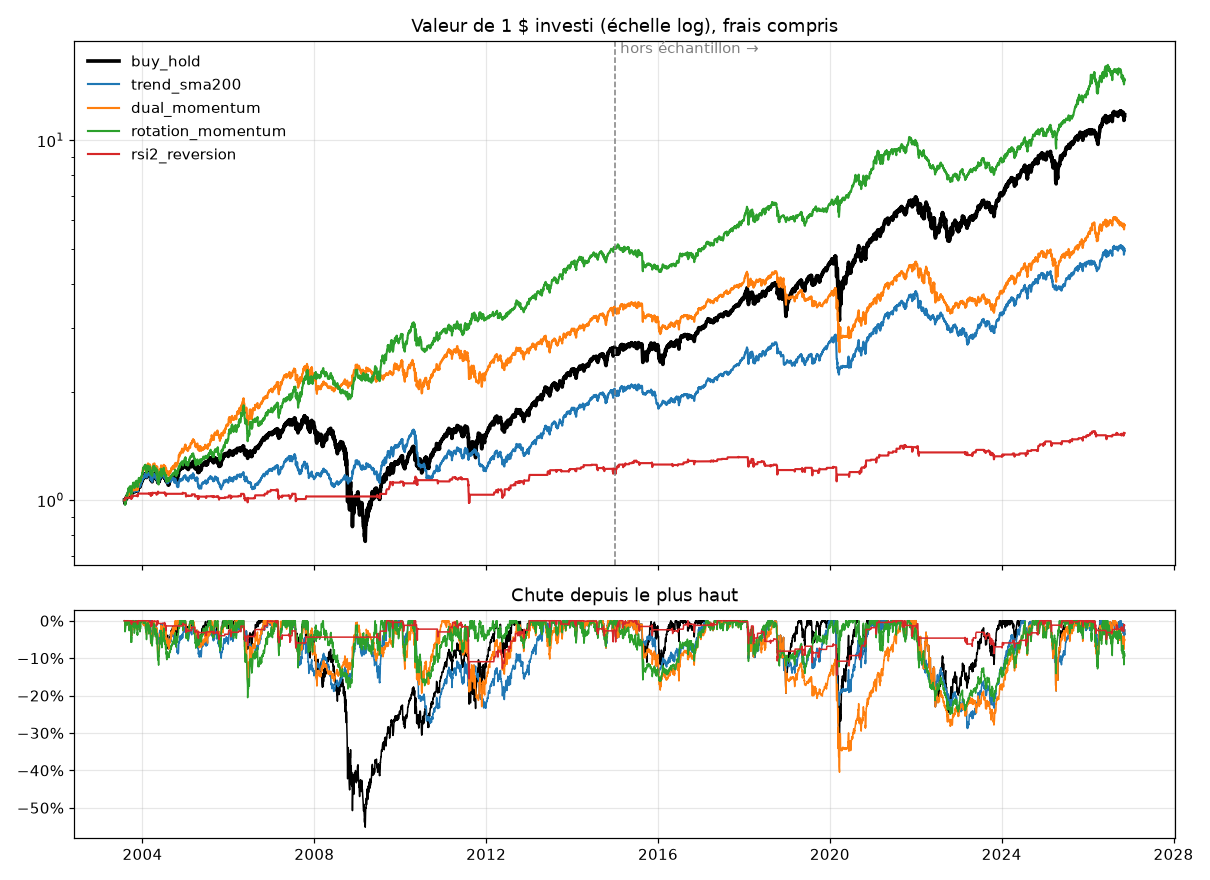 Valeur de 1 $ investi (échelle log), frais compris
hors échantillon →
buy_hold
trend_sma200
dual_momentum
rotation_momentum
rsi2_reversion
10¹
10⁰
Chute depuis le plus haut
0%
−10%
−20%
−30%
−40%
−50%
2004 2008 2012 2016 2020 2024 2028